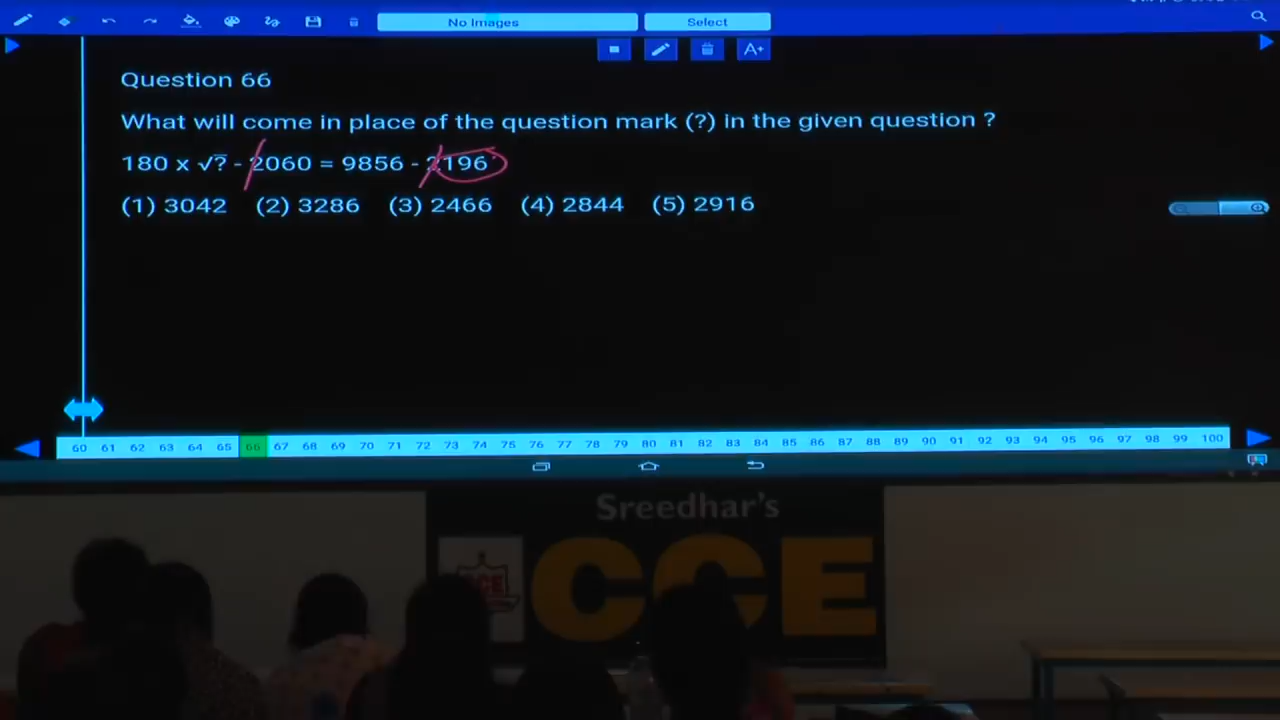 No Images Select
A+
Question 66
What will come in place of the question mark (?) in the given question ?
180 x √? - 2060 = 9856 - 2196
(1) 3042 (2) 3286 (3) 2466 (4) 2844 (5) 2916
60 61 62 63 64 65 66 67 68 69 70 71 72 73 74 75 76 77 78 79 80 81 82 83 84 85 86 87 88 89 90 91 92 93 94 95 96 97 98 99 100
Sreedhar's
CCE
CCE